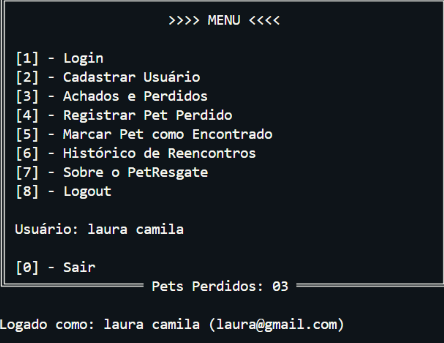 >>>> MENU <<<<
[1] - Login
[2] - Cadastrar Usuário
[3] - Achados e Perdidos
[4] - Registrar Pet Perdido
[5] - Marcar Pet como Encontrado
[6] - Histórico de Reencontros
[7] - Sobre o PetResgate
[8] - Logout
Usuário: laura camila
[0] - Sair
Pets Perdidos: 03
Logado como: laura camila (laura@gmail.com)